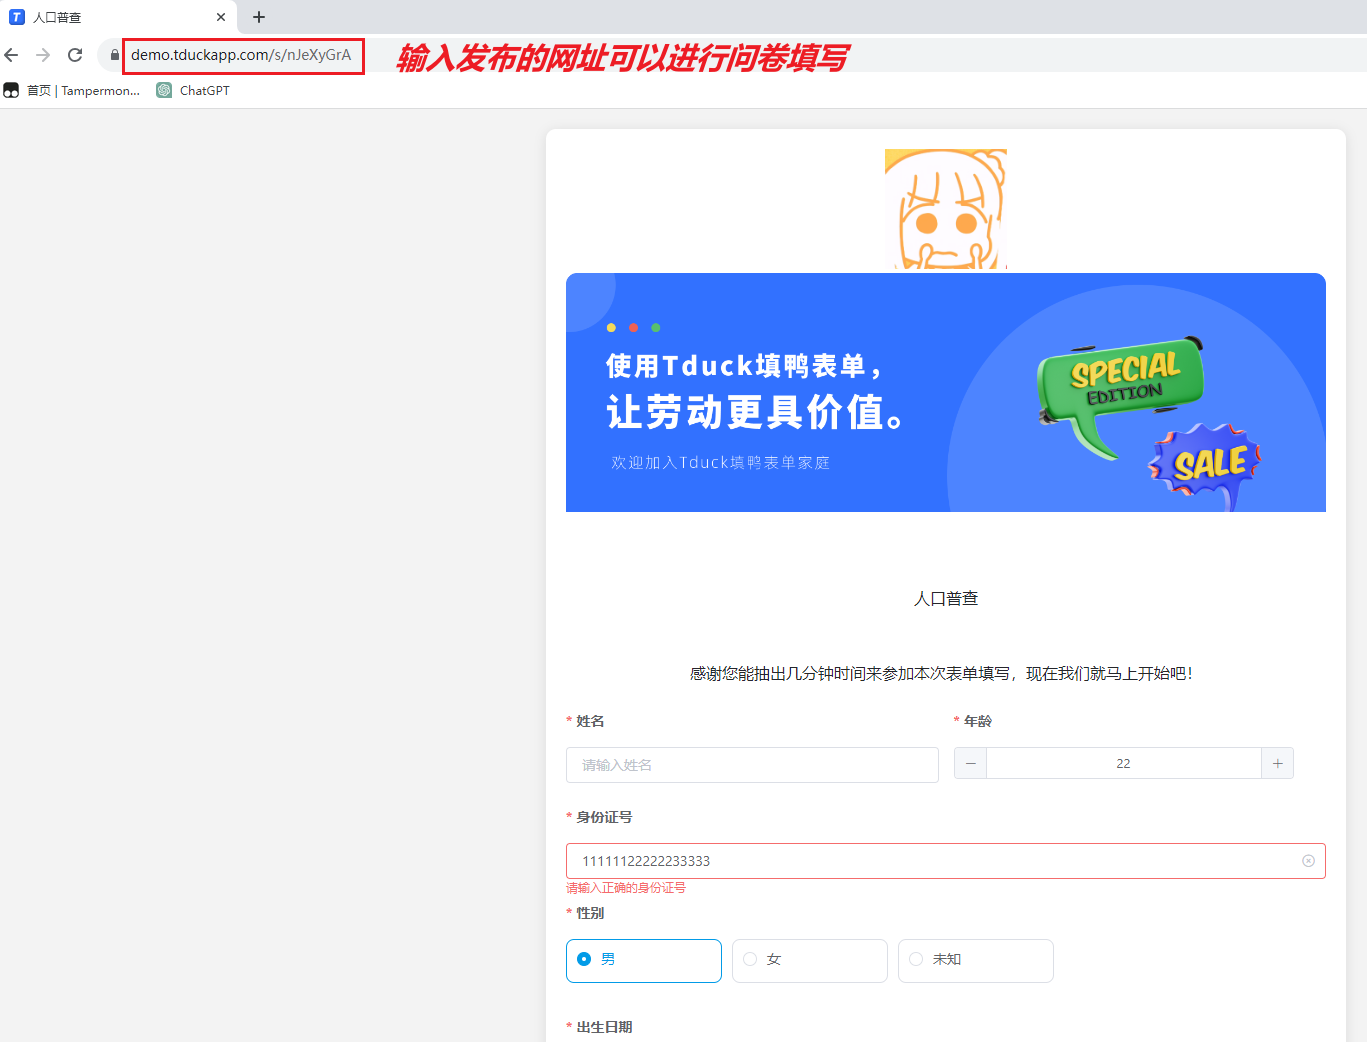 人口普查
demo.tduckapp.com/s/nJeXyGrA
输入发布的网址可以进行问卷填写
首页 | Tampermon...
ChatGPT
使用Tduck填鸭表单，
让劳动更具价值。
欢迎加入Tduck填鸭表单家庭
SPECIAL
EDITION
SALE
人口普查
感谢您能抽出几分钟时间来参加本次表单填写，现在我们就马上开始吧！
* 姓名
* 年龄
请输入姓名
22
* 身份证号
11111122222233333
请输入正确的身份证号
* 性别
男
女
未知
* 出生日期